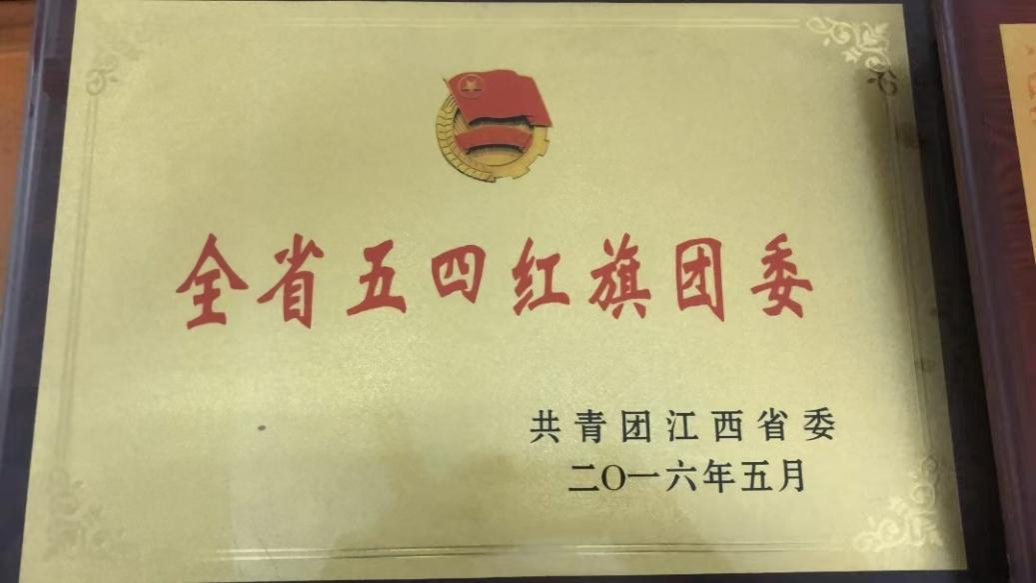 全省五四红旗团委
共青团江西省委
二〇一六年五月